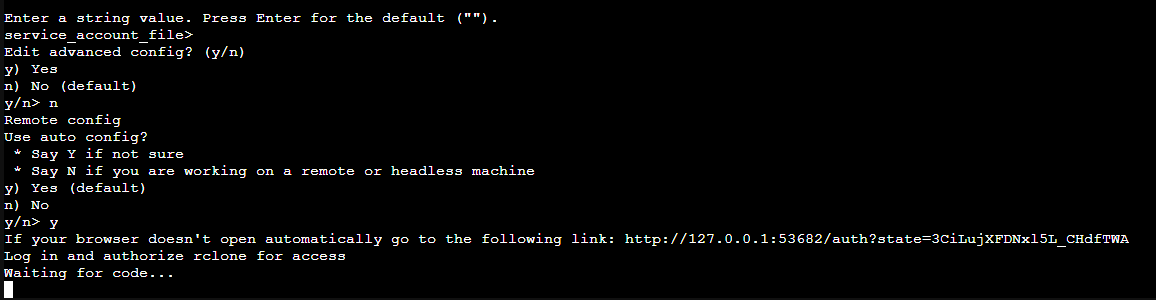 Enter a string value. Press Enter for the default ("").
service_account_file>
Edit advanced config? (y/n)
y) Yes
n) No (default)
y/n> n
Remote config
Use auto config?
 * Say Y if not sure
 * Say N if you are working on a remote or headless machine
y) Yes (default)
n) No
y/n> y
If your browser doesn't open automatically go to the following link: http://127.0.0.1:53682/auth?state=3CiLujXFDNxl5L_CHdfTWA
Log in and authorize rclone for access
Waiting for code...